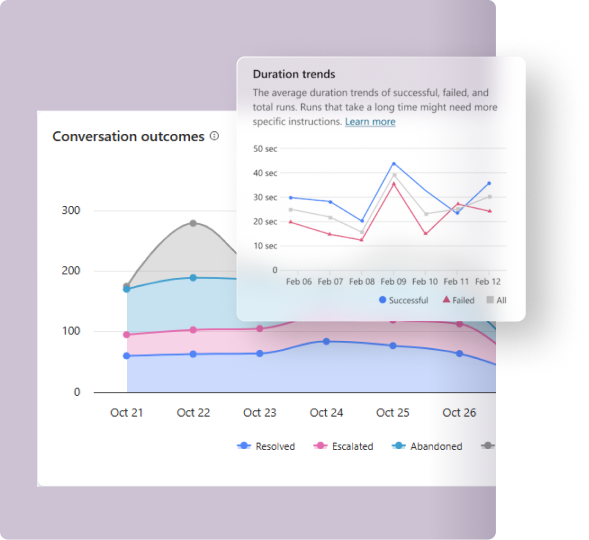 Duration trends
The average duration trends of successful, failed, and
total runs. Runs that take a long time might need more
specific instructions. Learn more
50 sec
40 sec
30 sec
20 sec
10 sec
0
Feb 06 Feb 07 Feb 08 Feb 09 Feb 10 Feb 11 Feb 12
Successful Failed All
Conversation outcomes
300
200
100
0
Oct 21 Oct 22 Oct 23 Oct 24 Oct 25 Oct 26
Resolved Escalated Abandoned